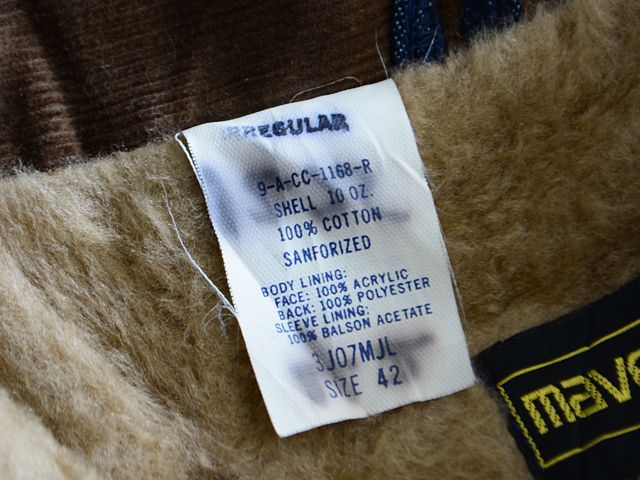 IRREGULAR
9-A-CC-1168-R
SHELL 10 OZ.
100% COTTON
SANFORIZED
BODY LINING:
FACE: 100% ACRYLIC
BACK: 100% POLYESTER
SLEEVE LINING:
100% BALSON ACETATE
3J07MJL
SIZE 42
mave